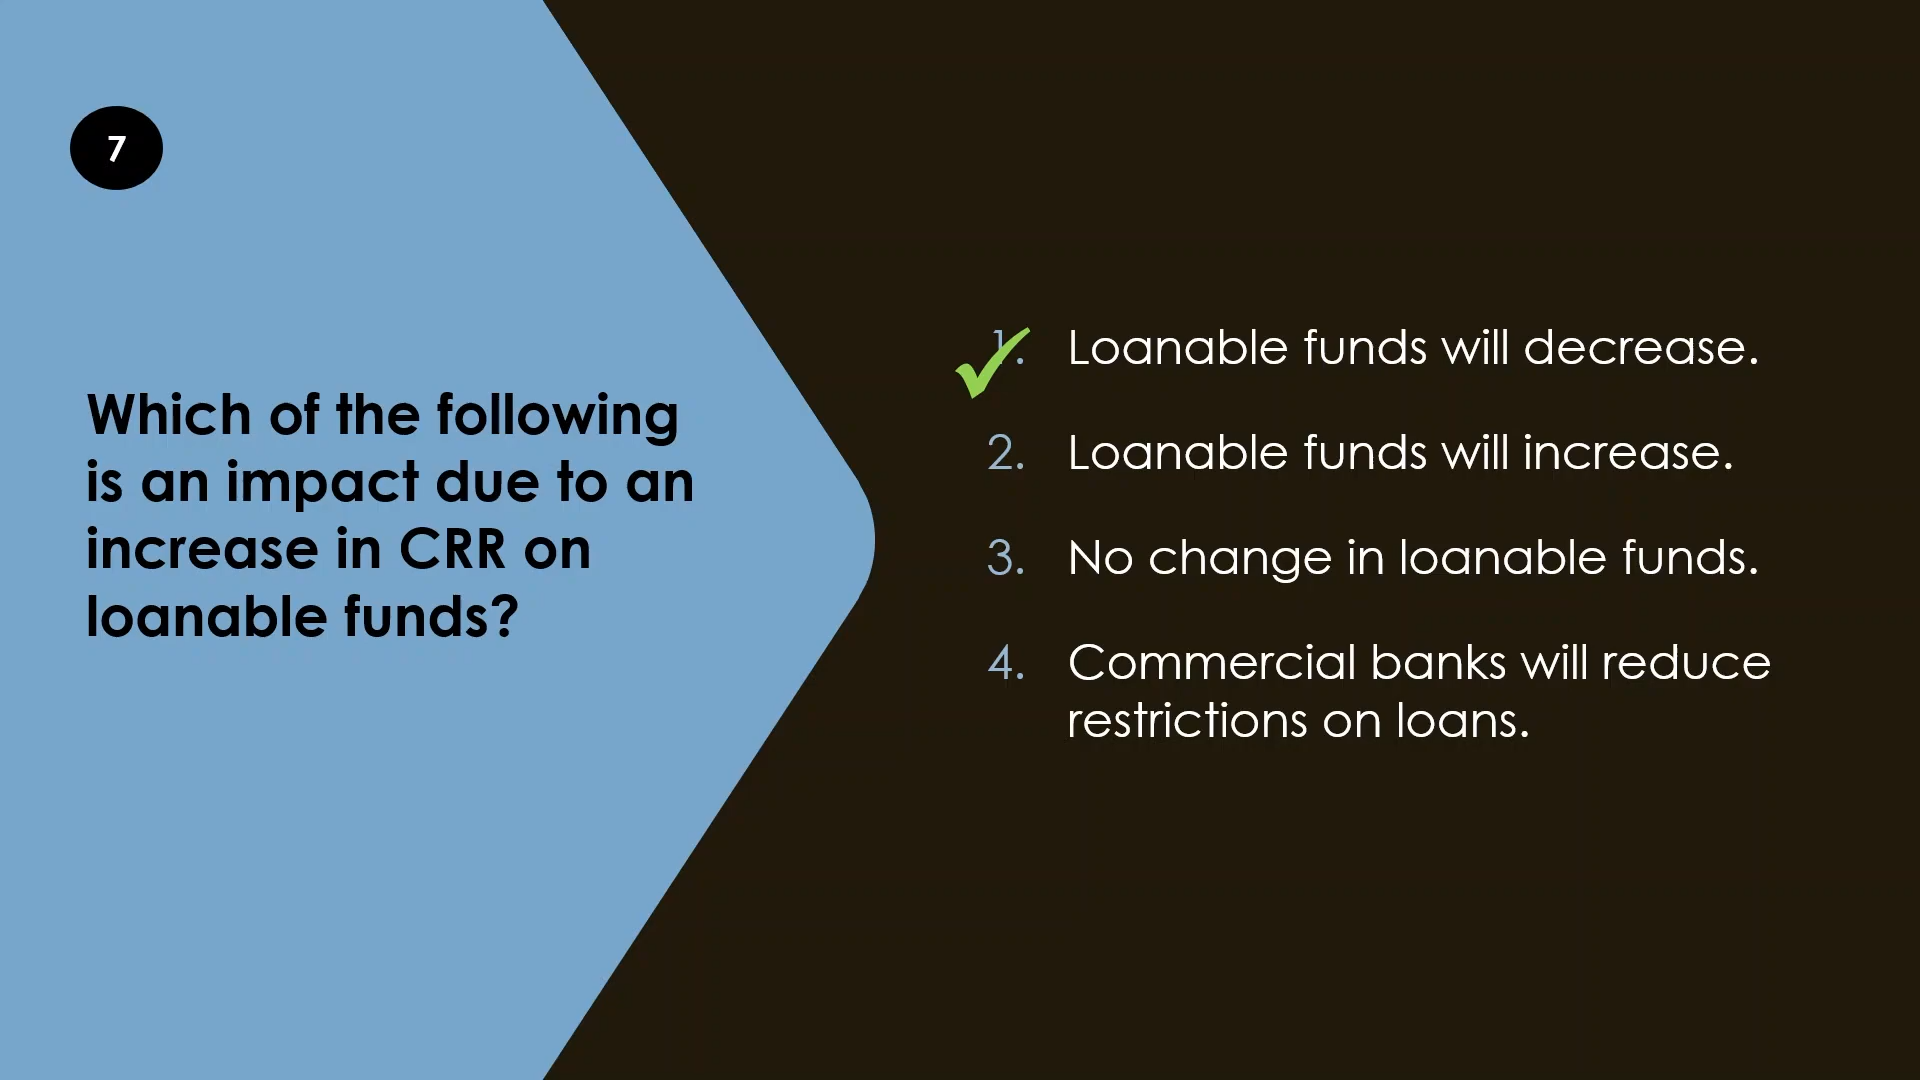 7
Which of the following
is an impact due to an
increase in CRR on
loanable funds?
1. Loanable funds will decrease.
2. Loanable funds will increase.
3. No change in loanable funds.
4. Commercial banks will reduce
restrictions on loans.